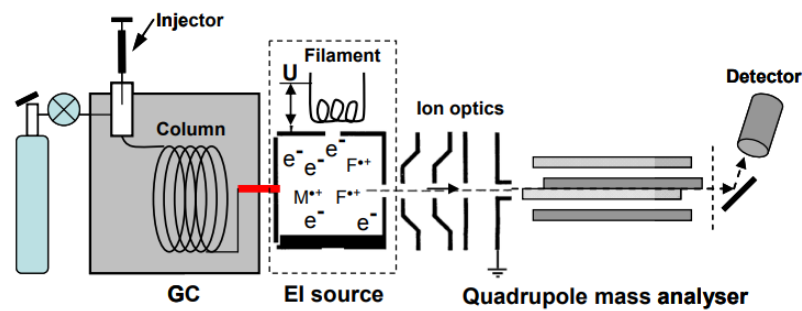 Injector
Filament
U
Detector
Ion optics
Column
e- e- e- F•+
M•+ F•+
e- e-
GC
EI source
Quadrupole mass analyser